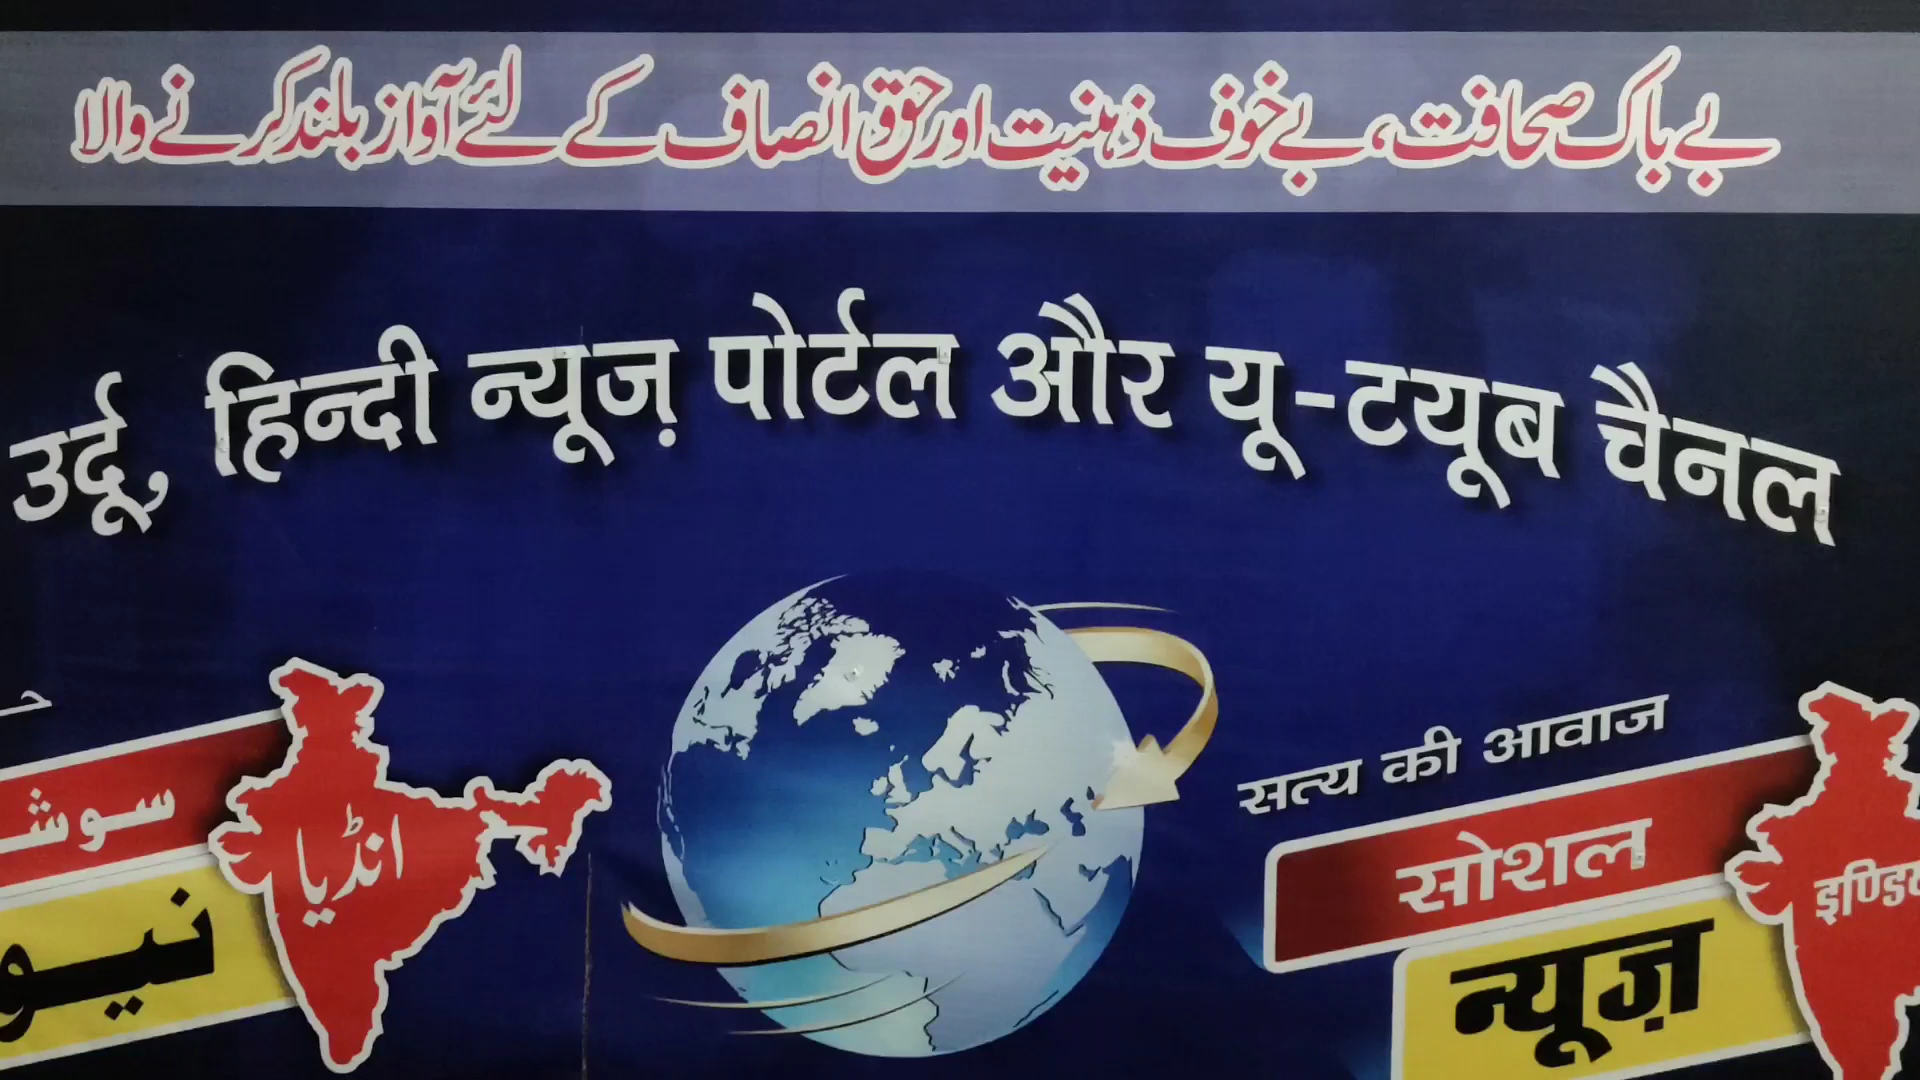 بے باک صحافت، بے خوف ذہنیت اور حق انصاف کے لئے آواز بلند کرنے والا
उर्दू, हिन्दी न्यूज़ पोर्टल और यू-टयूब चैनल
انڈیا
सत्य की आवाज
सोशल
न्यूज़